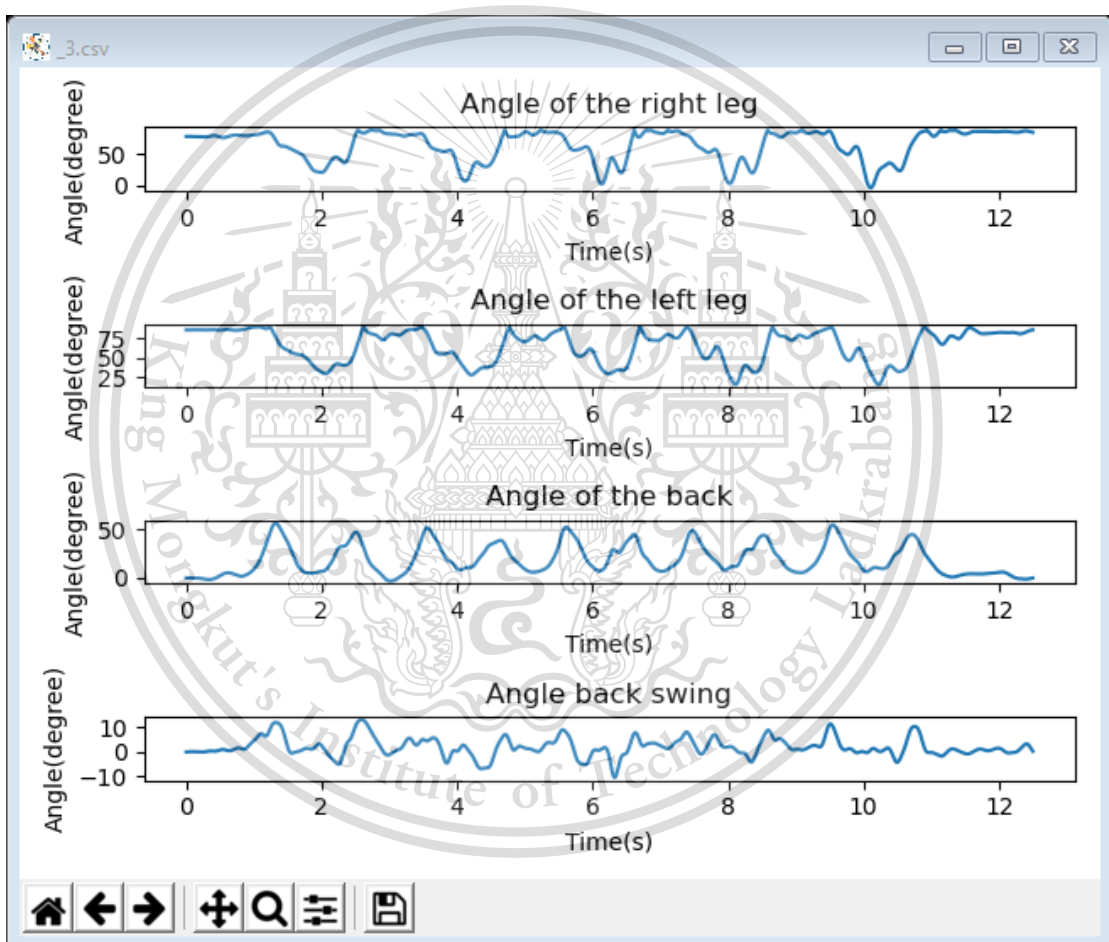 _3.csv
Angle of the right leg
Angle(degree)
50
0
0 2 4 6 8 10 12
Time(s)
Angle of the left leg
Angle(degree)
75
50
25
0 2 4 6 8 10 12
Time(s)
Angle of the back
Angle(degree)
50
0
0 2 4 6 8 10 12
Time(s)
Angle back swing
Angle(degree)
10
0
−10
0 2 4 6 8 10 12
Time(s)
King Mongkut's Institute of Technology Ladkrabang